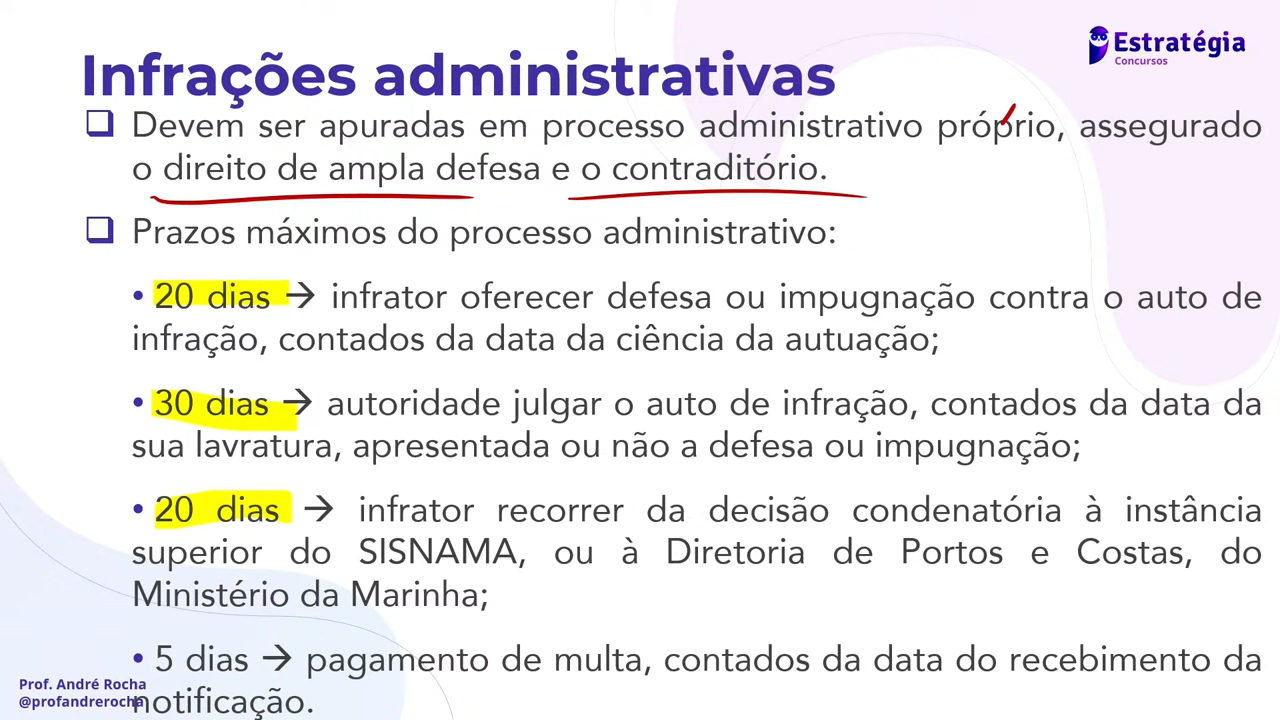 Estratégia
Concursos
Infrações administrativas
❑ Devem ser apuradas em processo administrativo próprio, assegurado
o direito de ampla defesa e o contraditório.
❑ Prazos máximos do processo administrativo:
• 20 dias → infrator oferecer defesa ou impugnação contra o auto de
infração, contados da data da ciência da autuação;
• 30 dias → autoridade julgar o auto de infração, contados da data da
sua lavratura, apresentada ou não a defesa ou impugnação;
• 20 dias → infrator recorrer da decisão condenatória à instância
superior do SISNAMA, ou à Diretoria de Portos e Costas, do
Ministério da Marinha;
• 5 dias → pagamento de multa, contados da data do recebimento da
notificação.
Prof. André Rocha
@profandrerocha